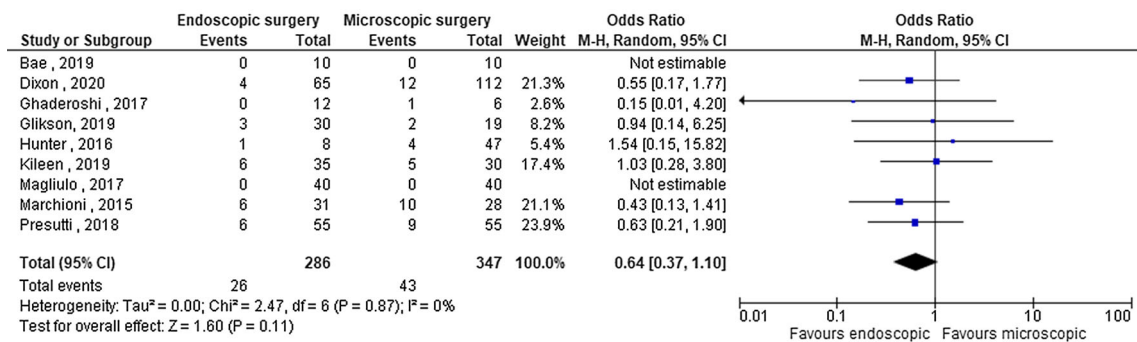 Endoscopic surgery Microscopic surgery Odds Ratio Odds Ratio
Study or Subgroup Events Total Events Total Weight M-H, Random, 95% CI M-H, Random, 95% CI
Bae, 2019 0 10 0 10 Not estimable
Dixon, 2020 4 65 12 112 21.3% 0.55 [0.17, 1.77]
Ghaderoshi, 2017 0 12 1 6 2.6% 0.15 [0.01, 4.20]
Glikson, 2019 3 30 2 19 8.2% 0.94 [0.14, 6.25]
Hunter, 2016 1 8 4 47 5.4% 1.54 [0.15, 15.82]
Kileen, 2019 6 35 5 30 17.4% 1.03 [0.28, 3.80]
Magliulo, 2017 0 40 0 40 Not estimable
Marchioni, 2015 6 31 10 28 21.1% 0.43 [0.13, 1.41]
Presutti, 2018 6 55 9 55 23.9% 0.63 [0.21, 1.90]
Total (95% CI) 286 347 100.0% 0.64 [0.37, 1.10]
Total events 26 43
Heterogeneity: Tau² = 0.00; Chi² = 2.47, df = 6 (P = 0.87); I² = 0%
Test for overall effect: Z = 1.60 (P = 0.11)
0.01 0.1 1 10 100
Favours endoscopic Favours microscopic